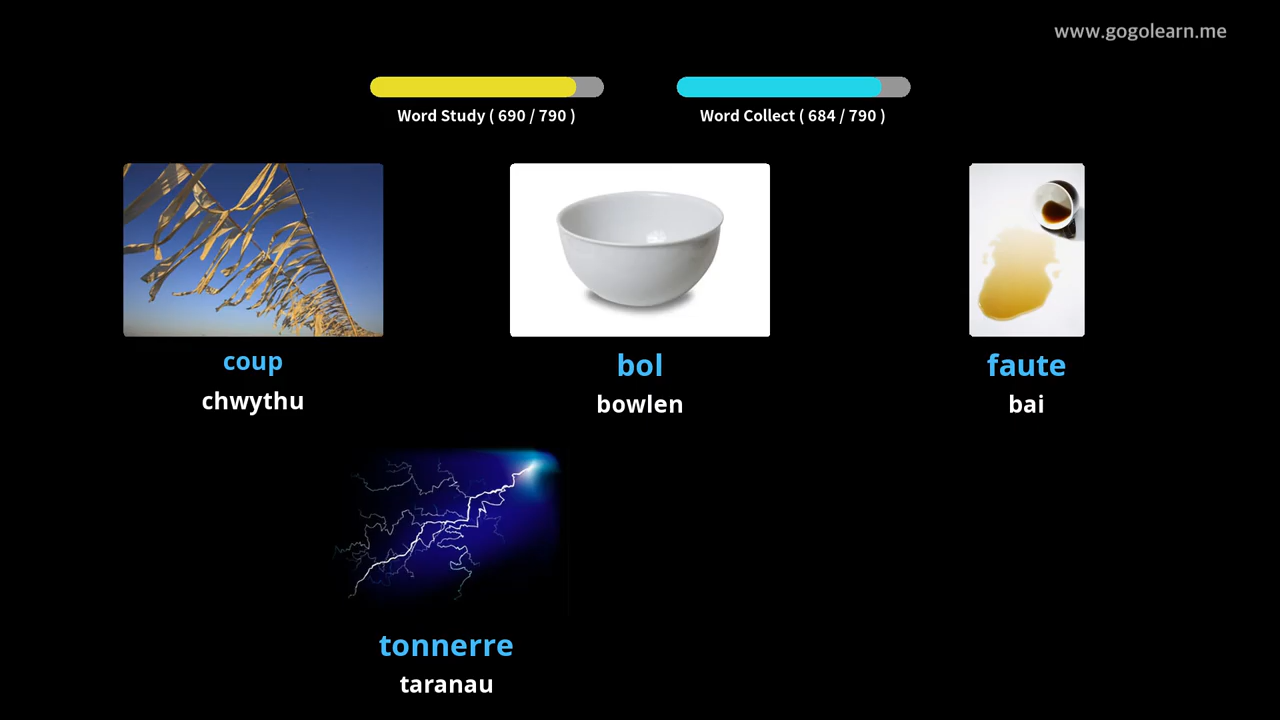 www.gogolearn.me
Word Study ( 690 / 790 )
Word Collect ( 684 / 790 )
coup
chwythu
bol
bowlen
faute
bai
tonnerre
taranau